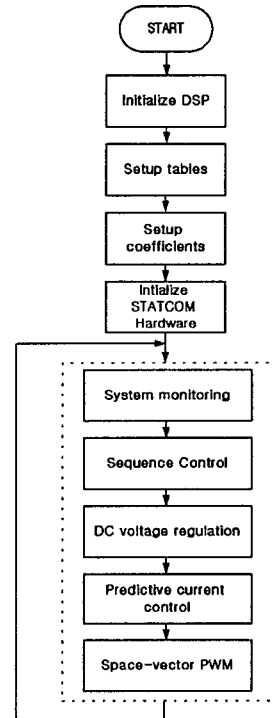 START
Initialize DSP
Setup tables
Setup
coefficients
Intialize
STATCOM
Hardware
System monitoring
Sequence Control
DC voltage regulation
Predictive current
control
Space-vector PWM